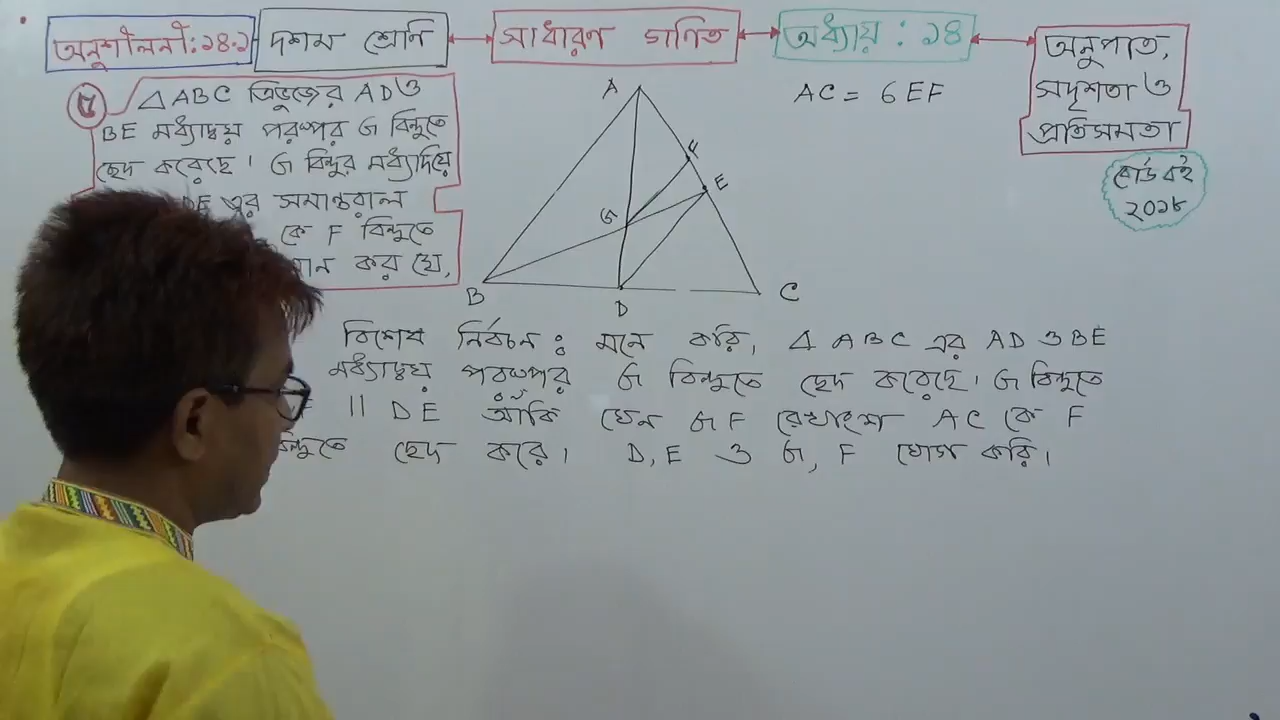 অনুশীলনী:১৪.১
দশম শ্রেণি
সাধারণ গণিত
অধ্যায় : ১৪
অনুপাত,
সদৃশতা ও
প্রতিসমতা
বোর্ড বই
২০১৮
△ABC ত্রিভুজের AD ও
BE মধ্যমাদ্বয় পরস্পর G বিন্দুতে
ছেদ করেছে। G বিন্দুর মধ্যদিয়ে
DE এর সমান্তরাল
কে F বিন্দুতে
কর যে,
AC = 6EF
A
F
E
G
B
D
C
বিশেষ নির্বচন : মনে করি, △ ABC এর AD ও BE
মধ্যমাদ্বয় পরস্পর G বিন্দুতে ছেদ করেছে। G বিন্দুতে
|| DE আঁকি যেন GF রেখাংশ AC কে F
বিন্দুতে ছেদ করে। D, E ও G, F যোগ করি।